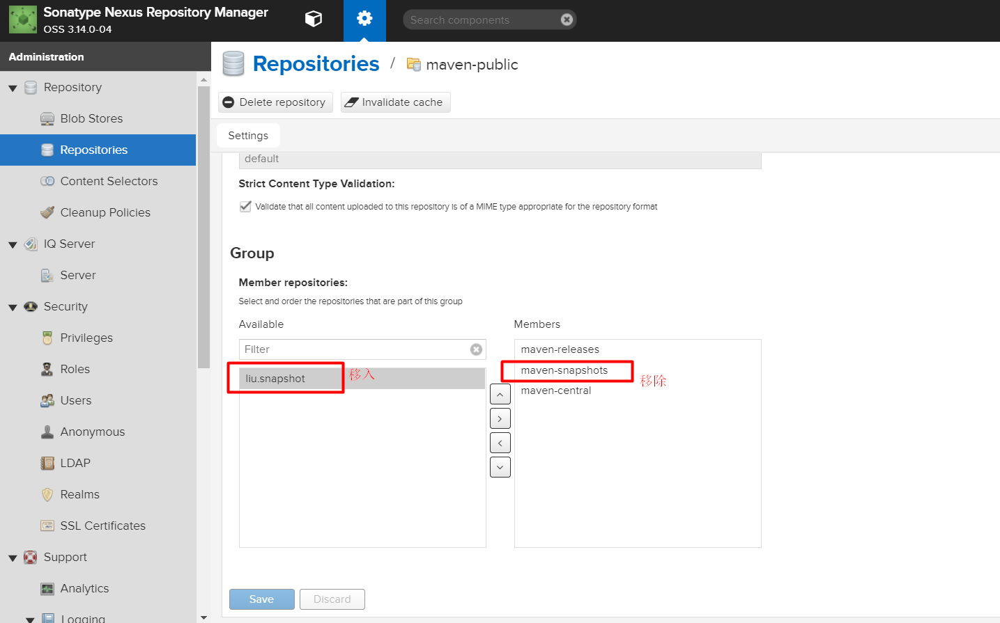 Sonatype Nexus Repository Manager
OSS 3.14.0-04
Search components
Administration
Repository
Blob Stores
Repositories
Content Selectors
Cleanup Policies
IQ Server
Server
Security
Privileges
Roles
Users
Anonymous
LDAP
Realms
SSL Certificates
Support
Analytics
Logging
Repositories / maven-public
Delete repository
Invalidate cache
Settings
default
Strict Content Type Validation:
Validate that all content uploaded to this repository is of a MIME type appropriate for the repository format
Group
Member repositories:
Select and order the repositories that are part of this group
Available
Filter
liu.snapshot
移入
Members
maven-releases
maven-snapshots
移除
maven-central
Save
Discard